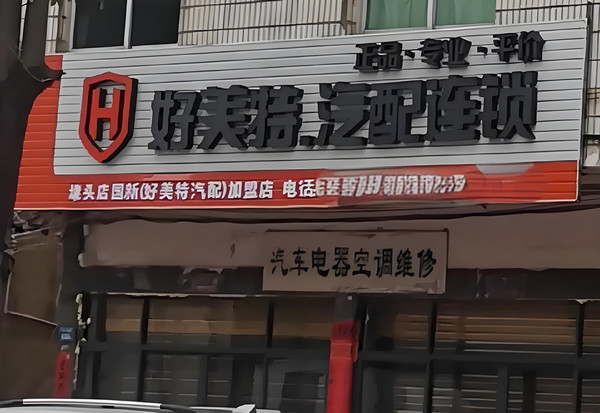 正品·专业·平价
H 好美特.汽配连锁
埭头店国新(好美特汽配)加盟店 电话
汽车电器空调维修